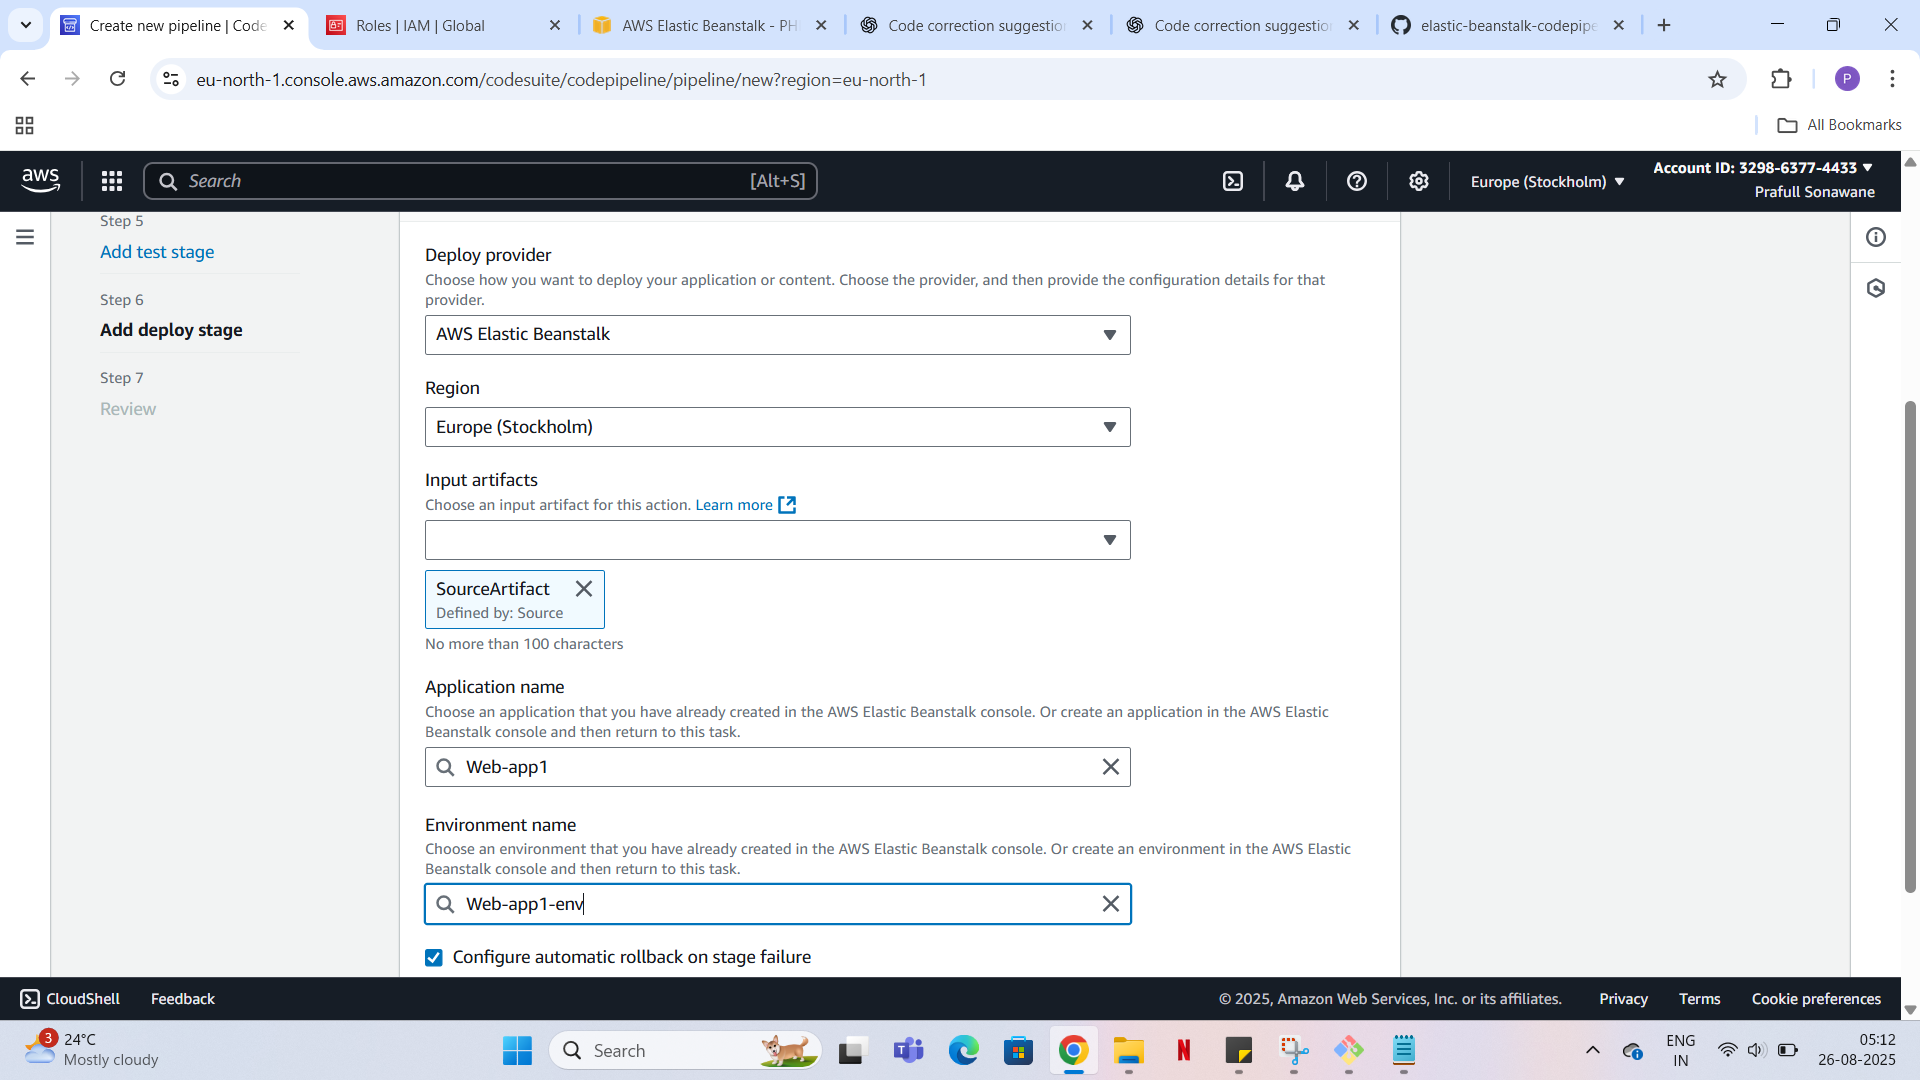 Create new pipeline | Code
Roles | IAM | Global
AWS Elastic Beanstalk - PH
Code correction suggestion
Code correction suggestion
elastic-beanstalk-codepipe
eu-north-1.console.aws.amazon.com/codesuite/codepipeline/pipeline/new?region=eu-north-1
P
All Bookmarks
aws
Search
[Alt+S]
Europe (Stockholm)
Account ID: 3298-6377-4433
Prafull Sonawane
Step 5
Add test stage
Step 6
Add deploy stage
Step 7
Review
Deploy provider
Choose how you want to deploy your application or content. Choose the provider, and then provide the configuration details for that
provider.
AWS Elastic Beanstalk
Region
Europe (Stockholm)
Input artifacts
Choose an input artifact for this action. Learn more
SourceArtifact
Defined by: Source
No more than 100 characters
Application name
Choose an application that you have already created in the AWS Elastic Beanstalk console. Or create an application in the AWS Elastic
Beanstalk console and then return to this task.
Web-app1
Environment name
Choose an environment that you have already created in the AWS Elastic Beanstalk console. Or create an environment in the AWS Elastic
Beanstalk console and then return to this task.
Web-app1-env
Configure automatic rollback on stage failure
CloudShell
Feedback
© 2025, Amazon Web Services, Inc. or its affiliates.
Privacy
Terms
Cookie preferences
3
24°C
Mostly cloudy
Search
N
ENG
IN
05:12
26-08-2025